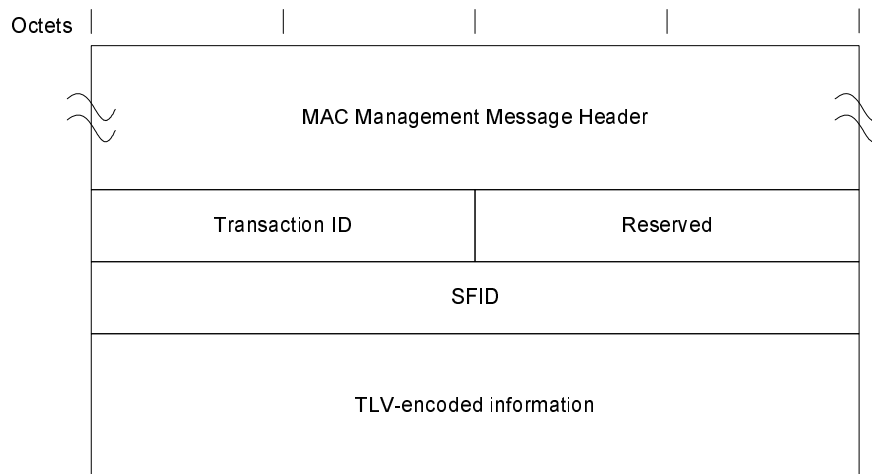 Octets
MAC Management Message Header
Transaction ID
Reserved
SFID
TLV-encoded information